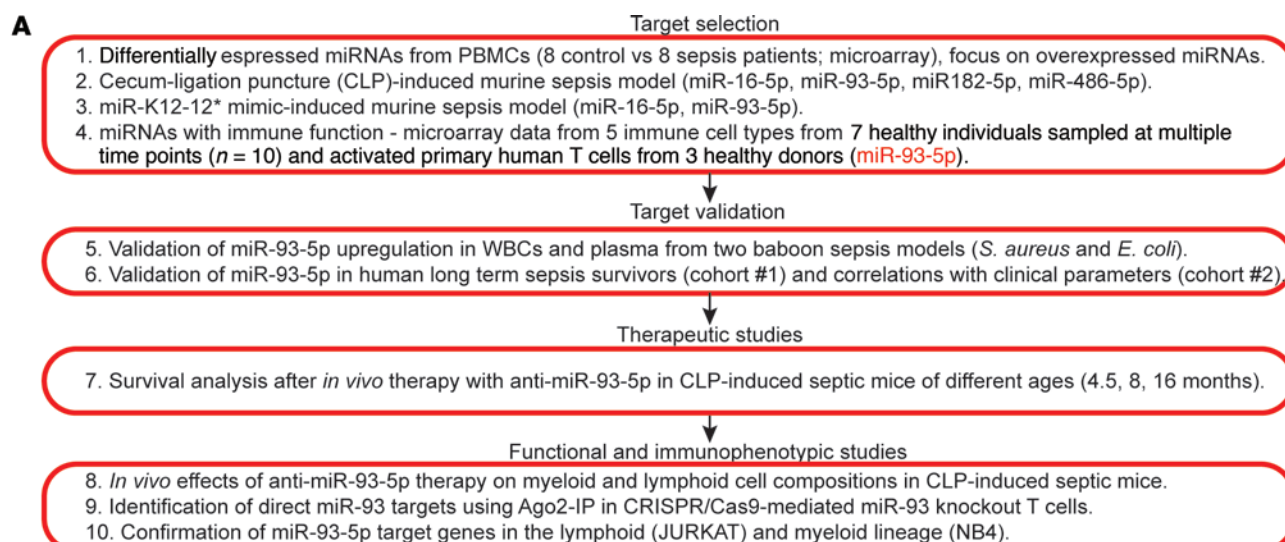 A
Target selection
1. Differentially espressed miRNAs from PBMCs (8 control vs 8 sepsis patients; microarray), focus on overexpressed miRNAs.
2. Cecum-ligation puncture (CLP)-induced murine sepsis model (miR-16-5p, miR-93-5p, miR182-5p, miR-486-5p).
3. miR-K12-12* mimic-induced murine sepsis model (miR-16-5p, miR-93-5p).
4. miRNAs with immune function - microarray data from 5 immune cell types from 7 healthy individuals sampled at multiple
time points (n = 10) and activated primary human T cells from 3 healthy donors (miR-93-5p).
Target validation
5. Validation of miR-93-5p upregulation in WBCs and plasma from two baboon sepsis models (S. aureus and E. coli).
6. Validation of miR-93-5p in human long term sepsis survivors (cohort #1) and correlations with clinical parameters (cohort #2).
Therapeutic studies
7. Survival analysis after in vivo therapy with anti-miR-93-5p in CLP-induced septic mice of different ages (4.5, 8, 16 months).
Functional and immunophenotypic studies
8. In vivo effects of anti-miR-93-5p therapy on myeloid and lymphoid cell compositions in CLP-induced septic mice.
9. Identification of direct miR-93 targets using Ago2-IP in CRISPR/Cas9-mediated miR-93 knockout T cells.
10. Confirmation of miR-93-5p target genes in the lymphoid (JURKAT) and myeloid lineage (NB4).